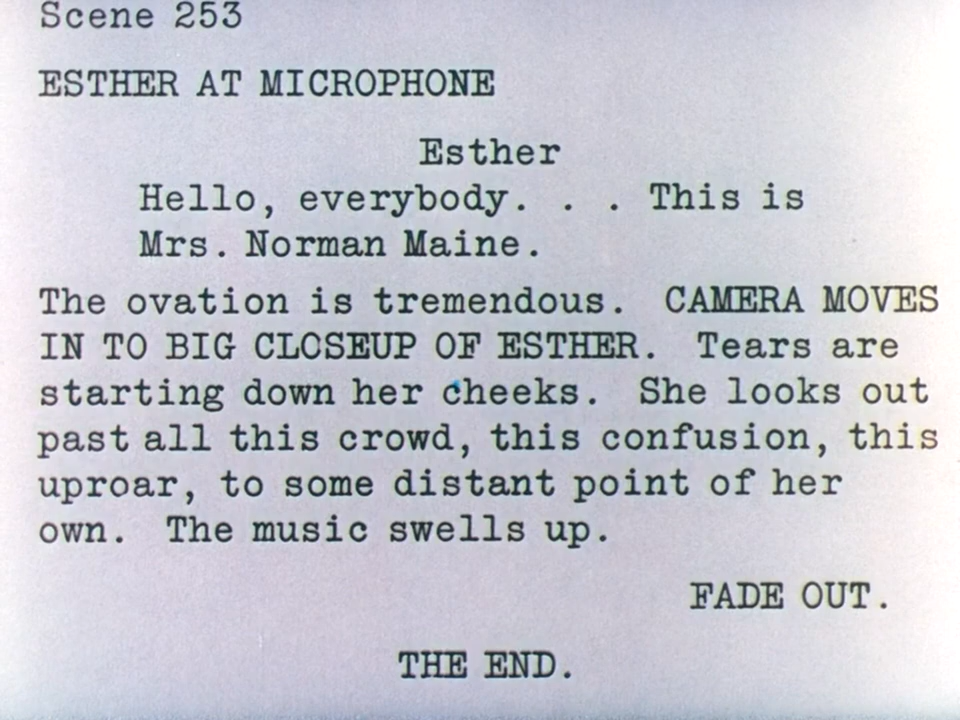 Scene 253
ESTHER AT MICROPHONE
Esther
Hello, everybody. . . This is
Mrs. Norman Maine.
The ovation is tremendous. CAMERA MOVES
IN TO BIG CLCSEUP OF ESTHER. Tears are
starting down her cheeks. She looks out
past all this crowd, this confusion, this
uproar, to some distant point of her
own. The music swells up.
FADE OUT.
THE END.